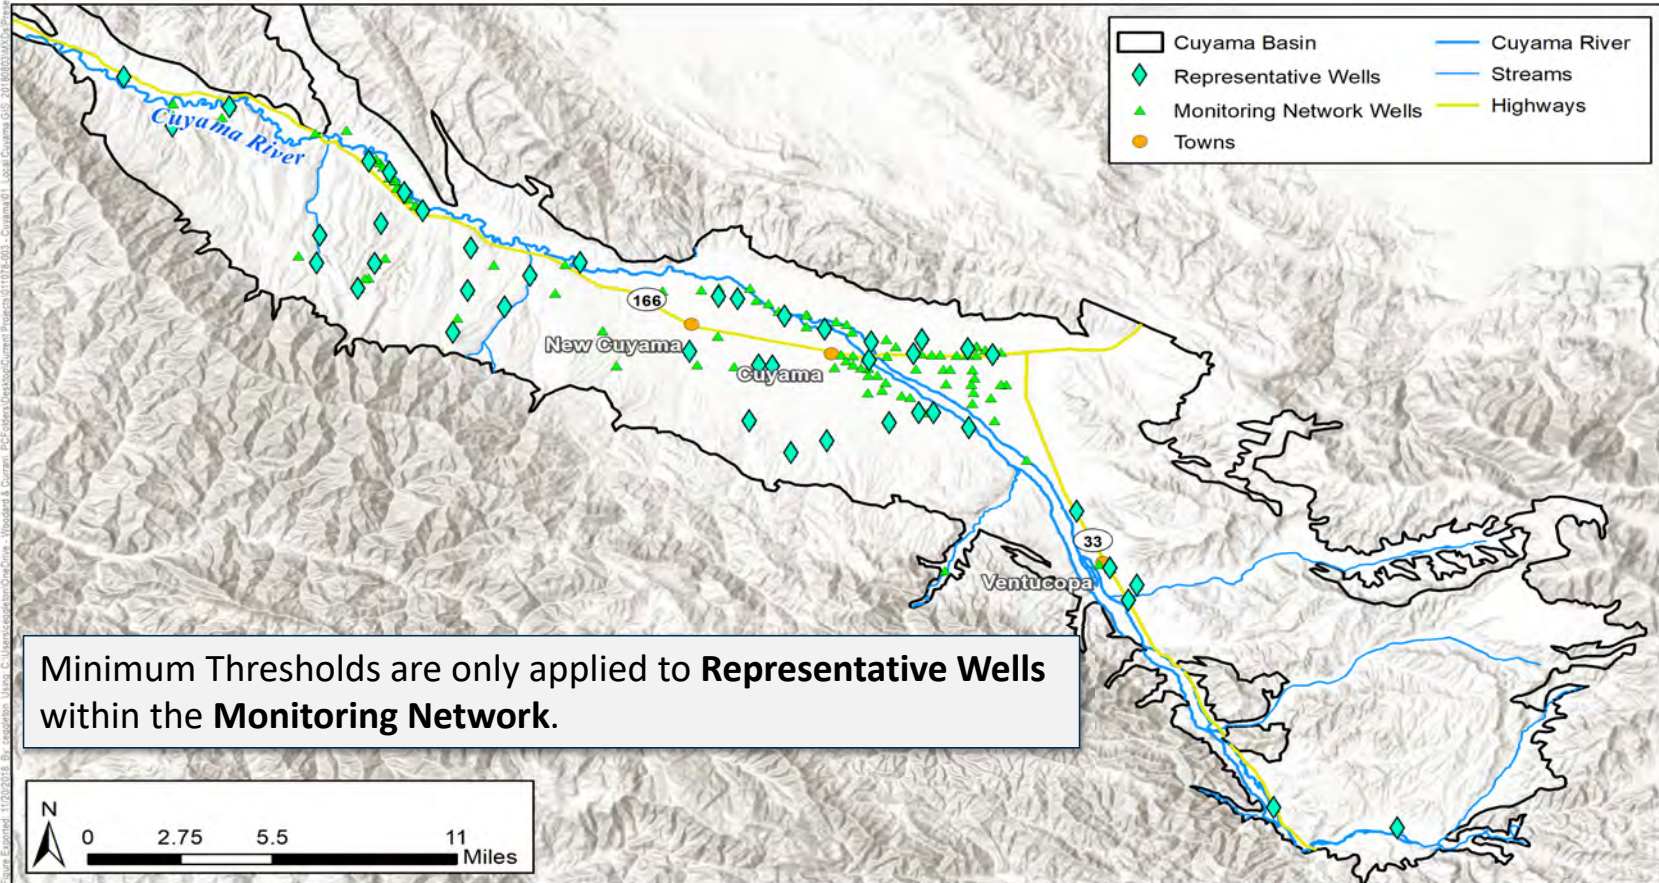 Cuyama Basin
Representative Wells
Monitoring Network Wells
Towns
Cuyama River
Streams
Highways
Cuyama River
166
New Cuyama
Cuyama
33
Ventucopa
Minimum Thresholds are only applied to Representative Wells
within the Monitoring Network.
N
0 2.75 5.5 11
Miles